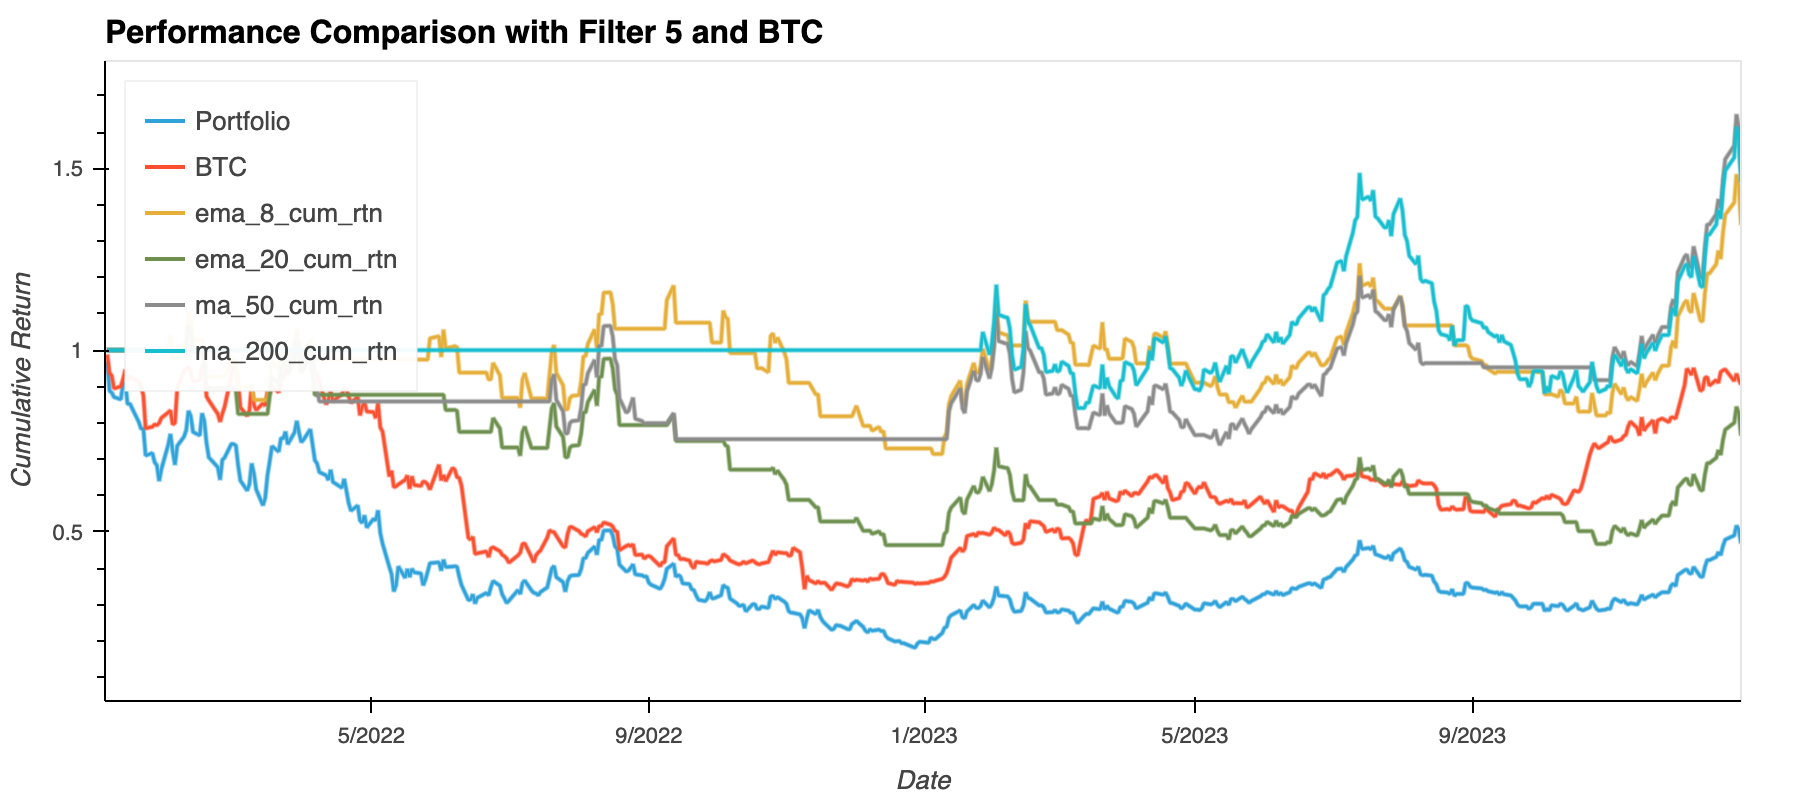 Performance Comparison with Filter 5 and BTC
Portfolio
BTC
ema_8_cum_rtn
ema_20_cum_rtn
ma_50_cum_rtn
ma_200_cum_rtn
Cumulative Return
1.5
1
0.5
5/2022 9/2022 1/2023 5/2023 9/2023
Date